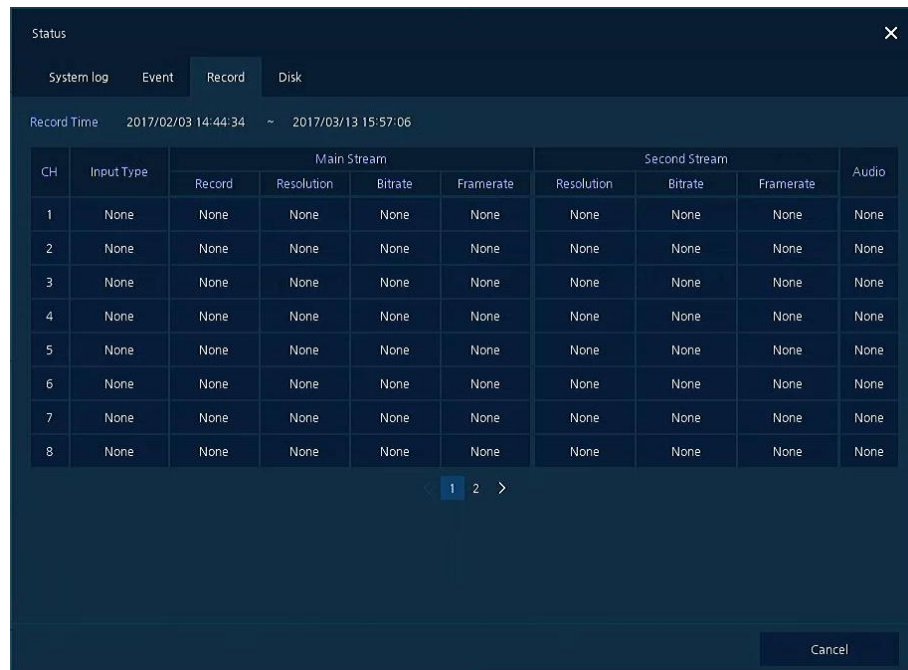 Status
System log Event Record Disk
Record Time 2017/02/03 14:44:34 ~ 2017/03/13 15:57:06
CH Input Type Main Stream Second Stream Audio
Record Resolution Bitrate Framerate Resolution Bitrate Framerate
1 None None None None None None None None None
2 None None None None None None None None None
3 None None None None None None None None None
4 None None None None None None None None None
5 None None None None None None None None None
6 None None None None None None None None None
7 None None None None None None None None None
8 None None None None None None None None None
1 2
Cancel